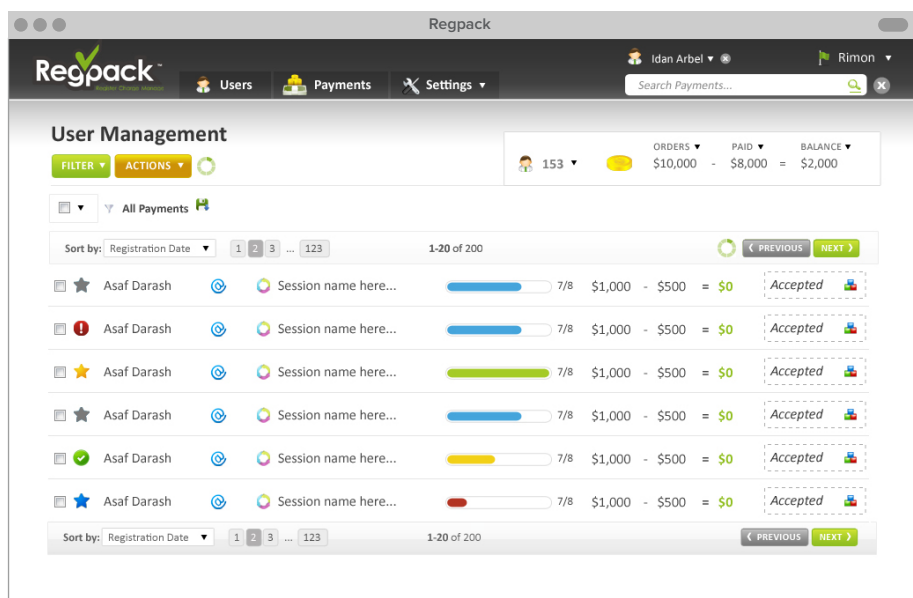 Regpack
Regpack™
Register Choose Manage
Users
Payments
Settings
Idan Arbel
Rimon
Search Payments...
User Management
FILTER
ACTIONS
153
ORDERS PAID BALANCE
$10,000 - $8,000 = $2,000
All Payments
Sort by: Registration Date 1 2 3 ... 123 1-20 of 200 PREVIOUS NEXT
Asaf Darash Session name here... 7/8 $1,000 - $500 = $0 Accepted
Asaf Darash Session name here... 7/8 $1,000 - $500 = $0 Accepted
Asaf Darash Session name here... 7/8 $1,000 - $500 = $0 Accepted
Asaf Darash Session name here... 7/8 $1,000 - $500 = $0 Accepted
Asaf Darash Session name here... 7/8 $1,000 - $500 = $0 Accepted
Asaf Darash Session name here... 7/8 $1,000 - $500 = $0 Accepted
Sort by: Registration Date 1 2 3 ... 123 1-20 of 200 PREVIOUS NEXT